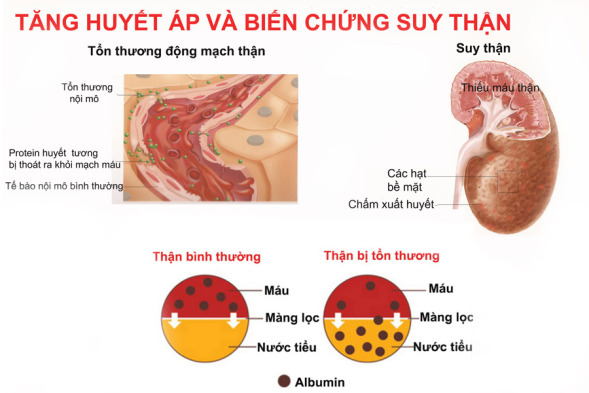 TĂNG HUYẾT ÁP VÀ BIẾN CHỨNG SUY THẬN
Tổn thương động mạch thận
Tổn thương
nội mô
Protein huyết tương
bị thoát ra khỏi mạch máu
Tế bào nội mô bình thường
Suy thận
Thiếu máu thận
Các hạt
bề mặt
Chấm xuất huyết
Thận bình thường
Máu
Màng lọc
Nước tiểu
Thận bị tổn thương
Máu
Màng lọc
Nước tiểu
Albumin